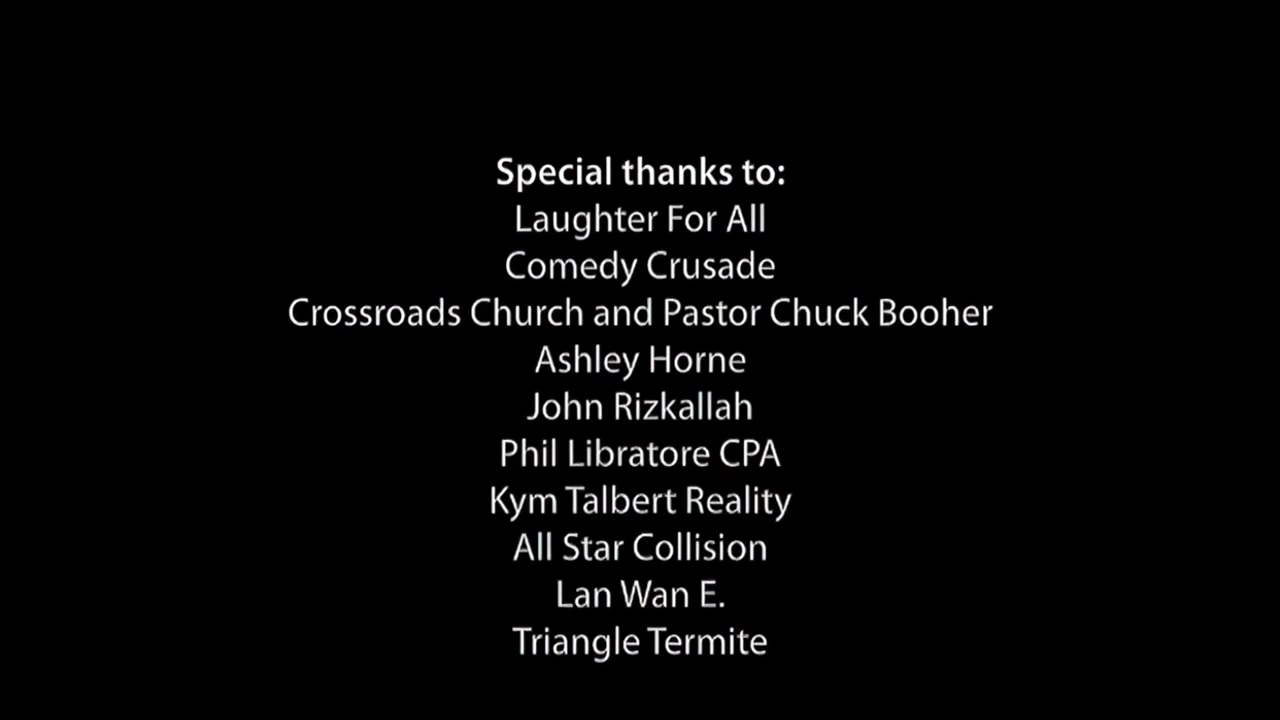 Special thanks to:
Laughter For All
Comedy Crusade
Crossroads Church and Pastor Chuck Booher
Ashley Horne
John Rizkallah
Phil Libratore CPA
Kym Talbert Reality
All Star Collision
Lan Wan E.
Triangle Termite